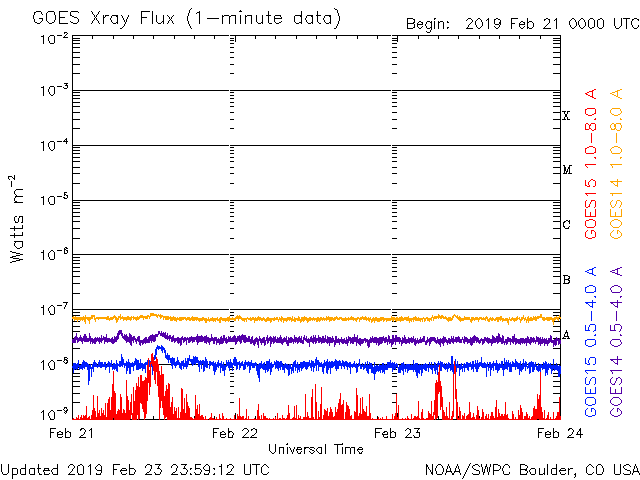 GOES Xray Flux (1-minute data)
Begin: 2019 Feb 21 0000 UTC
10⁻²
10⁻³
10⁻⁴
10⁻⁵
10⁻⁶
10⁻⁷
10⁻⁸
10⁻⁹
Watts m⁻²
X
M
C
B
A
GOES15 1.0-8.0 A
GOES14 1.0-8.0 A
GOES15 0.5-4.0 A
GOES14 0.5-4.0 A
Feb 21 Feb 22 Feb 23 Feb 24
Universal Time
Updated 2019 Feb 23 23:59:12 UTC
NOAA/SWPC Boulder, CO USA